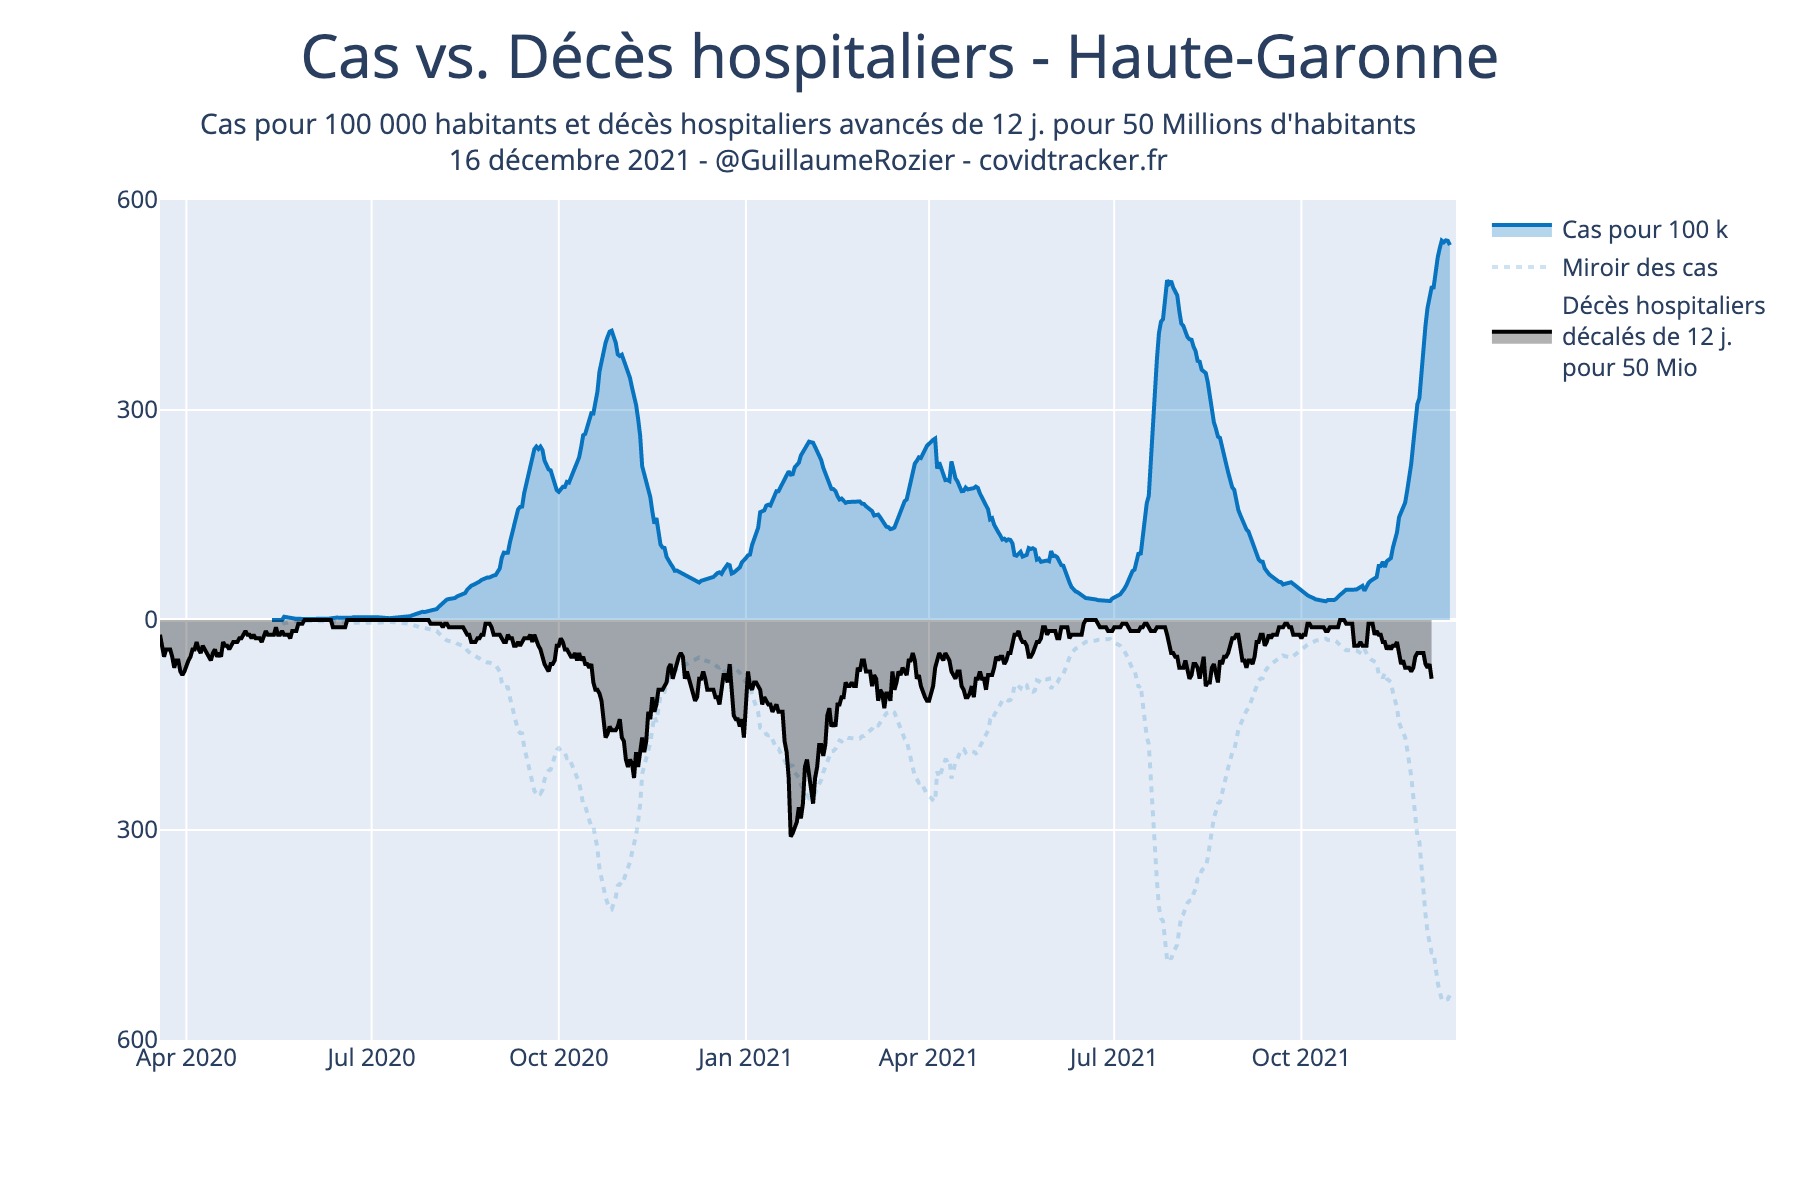 Cas vs. Décès hospitaliers - Haute-Garonne
Cas pour 100 000 habitants et décès hospitaliers avancés de 12 j. pour 50 Millions d'habitants
16 décembre 2021 - @GuillaumeRozier - covidtracker.fr
600
300
0
300
600
Apr 2020
Jul 2020
Oct 2020
Jan 2021
Apr 2021
Jul 2021
Oct 2021
Cas pour 100 k
Miroir des cas
Décès hospitaliers
décalés de 12 j.
pour 50 Mio